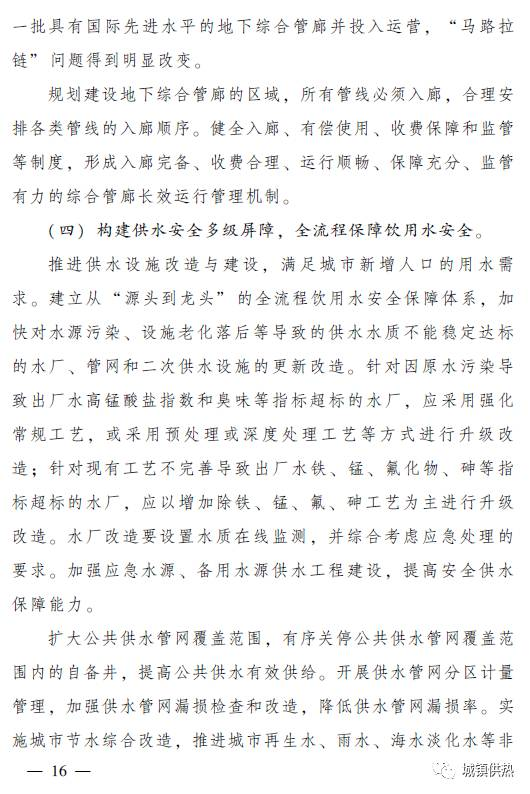 一批具有国际先进水平的地下综合管廊并投入运营，“马路拉
链”问题得到明显改变。
规划建设地下综合管廊的区域，所有管线必须入廊，合理安
排各类管线的入廊顺序。健全入廊、有偿使用、收费保障和监管
等制度，形成入廊完备、收费合理、运行顺畅、保障充分、监管
有力的综合管廊长效运行管理机制。
（四）构建供水安全多级屏障，全流程保障饮用水安全。
推进供水设施改造与建设，满足城市新增人口的用水需
求。建立从“源头到龙头”的全流程饮用水安全保障体系，加
快对水源污染、设施老化落后等导致的供水水质不能稳定达标
的水厂、管网和二次供水设施的更新改造。针对因原水污染导
致出厂水高锰酸盐指数和臭味等指标超标的水厂，应采用强化
常规工艺，或采用预处理或深度处理工艺等方式进行升级改
造；针对现有工艺不完善导致出厂水铁、锰、氟化物、砷等指
标超标的水厂，应以增加除铁、锰、氟、砷工艺为主进行升级
改造。水厂改造要设置水质在线监测，并综合考虑应急处理的
要求。加强应急水源、备用水源供水工程建设，提高安全供水
保障能力。
扩大公共供水管网覆盖范围，有序关停公共供水管网覆盖范
围内的自备井，提高公共供水有效供给。开展供水管网分区计量
管理，加强供水管网漏损检查和改造，降低供水管网漏损率。实
施城市节水综合改造，推进城市再生水、雨水、海水淡化水等非
— 16 —
城镇供热